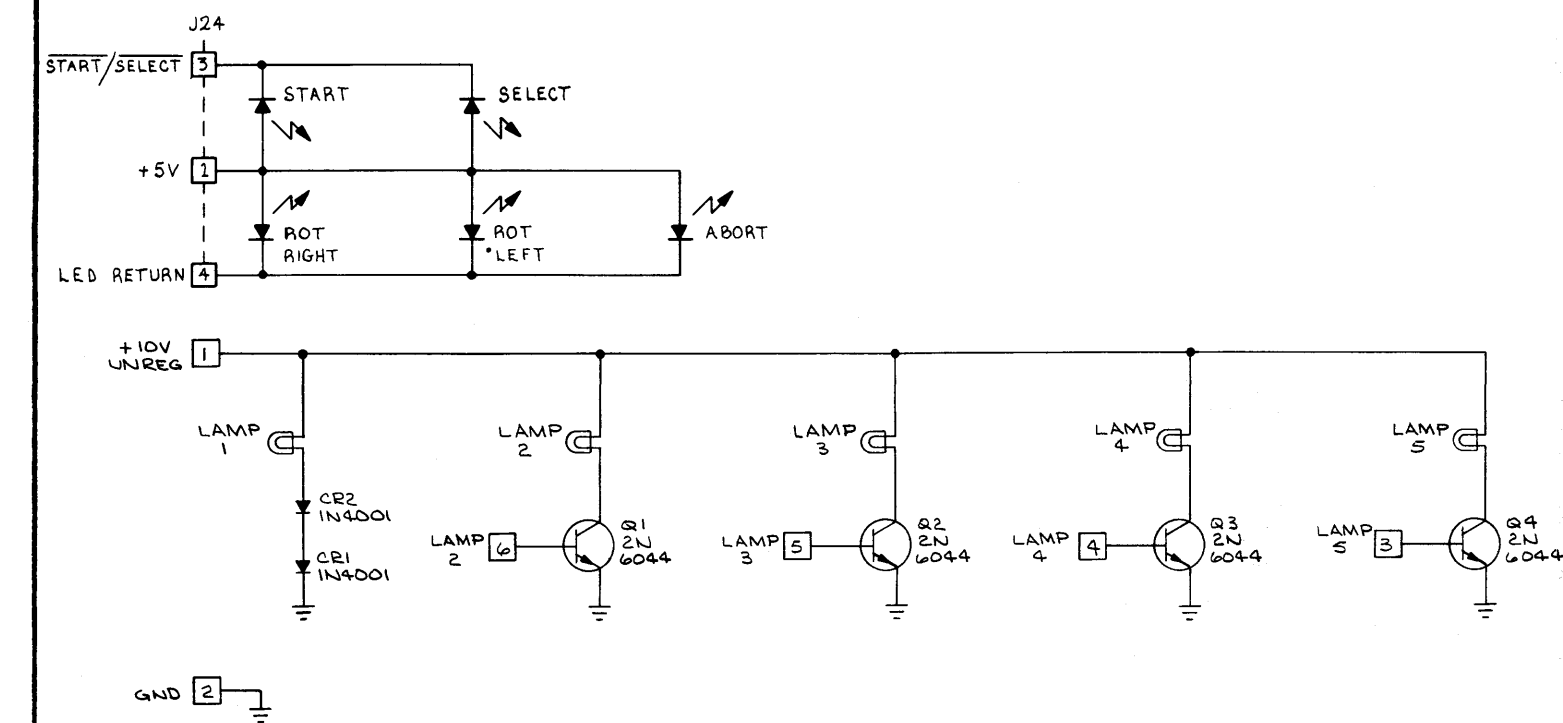 J24
START/SELECT 3
START
SELECT
+5V 1
ROT RIGHT
ROT LEFT
ABORT
LED RETURN 4
+10V UNREG 1
LAMP 1
LAMP 2
LAMP 3
LAMP 4
LAMP 5
CR2 1N4001
CR1 1N4001
LAMP 2 6
Q1 2N 6044
LAMP 3 5
Q2 2N 6044
LAMP 4 4
Q3 2N 6044
LAMP 5 3
Q4 2N 6044
GND 2